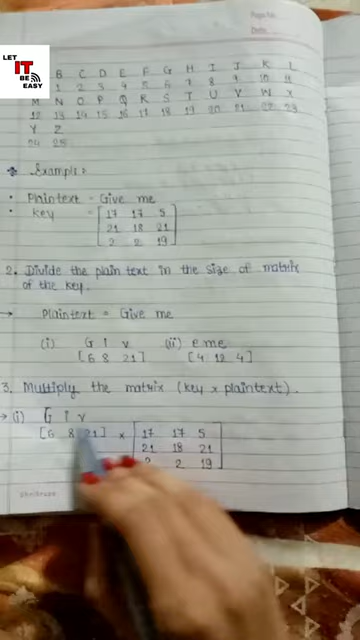 LET
IT
BE
EASY
Page No.
Date
B C D E F G H I J K L
1 2 3 4 5 6 7 8 9 10 11
M N O P Q R S T U V W X
12 13 14 15 16 17 18 19 20 21 22 23
Y Z
24 25
Example:
• Plaintext = Give me
• Key = [17 17 5
21 18 21
2 2 19]
2. Divide the plain text in the size of matrix
of the key.
→ Plaintext = Give me
(i) G I V (ii) e m e
[6 8 21] [4 12 4]
3. Multiply the matrix (key × plaintext).
→ (i) G I V
[6 8 21] × [17 17 5
21 18 21
2 2 19]